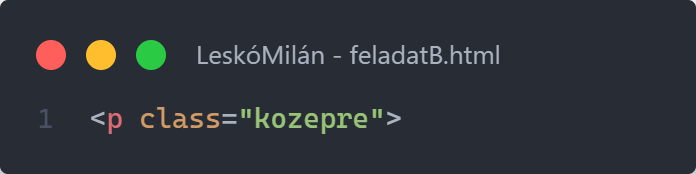 LeskóMilán - feladatB.html
1 <p class="kozepre">